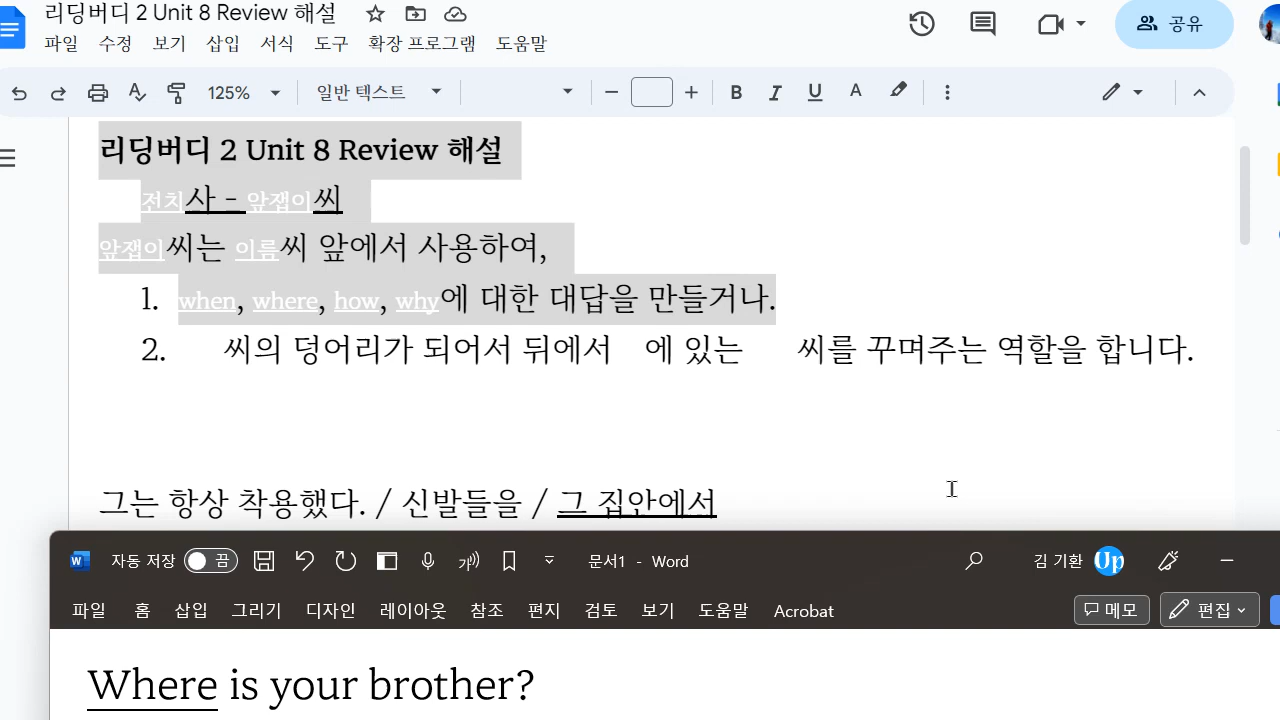 리딩버디 2 Unit 8 Review 해설
파일 수정 보기 삽입 서식 도구 확장 프로그램 도움말
공유
125% 일반 텍스트 B I U A
리딩버디 2 Unit 8 Review 해설
전치사 - 앞잽이씨
앞잽이씨는 이름씨 앞에서 사용하여,
1. when, where, how, why에 대한 대답을 만들거나.
2. 씨의 덩어리가 되어서 뒤에서 에 있는 씨를 꾸며주는 역할을 합니다.
그는 항상 착용했다. / 신발들을 / 그 집안에서
자동 저장 끔 가 문서1 - Word 김 기환 Up
파일 홈 삽입 그리기 디자인 레이아웃 참조 편지 검토 보기 도움말 Acrobat 메모 편집
Where is your brother?